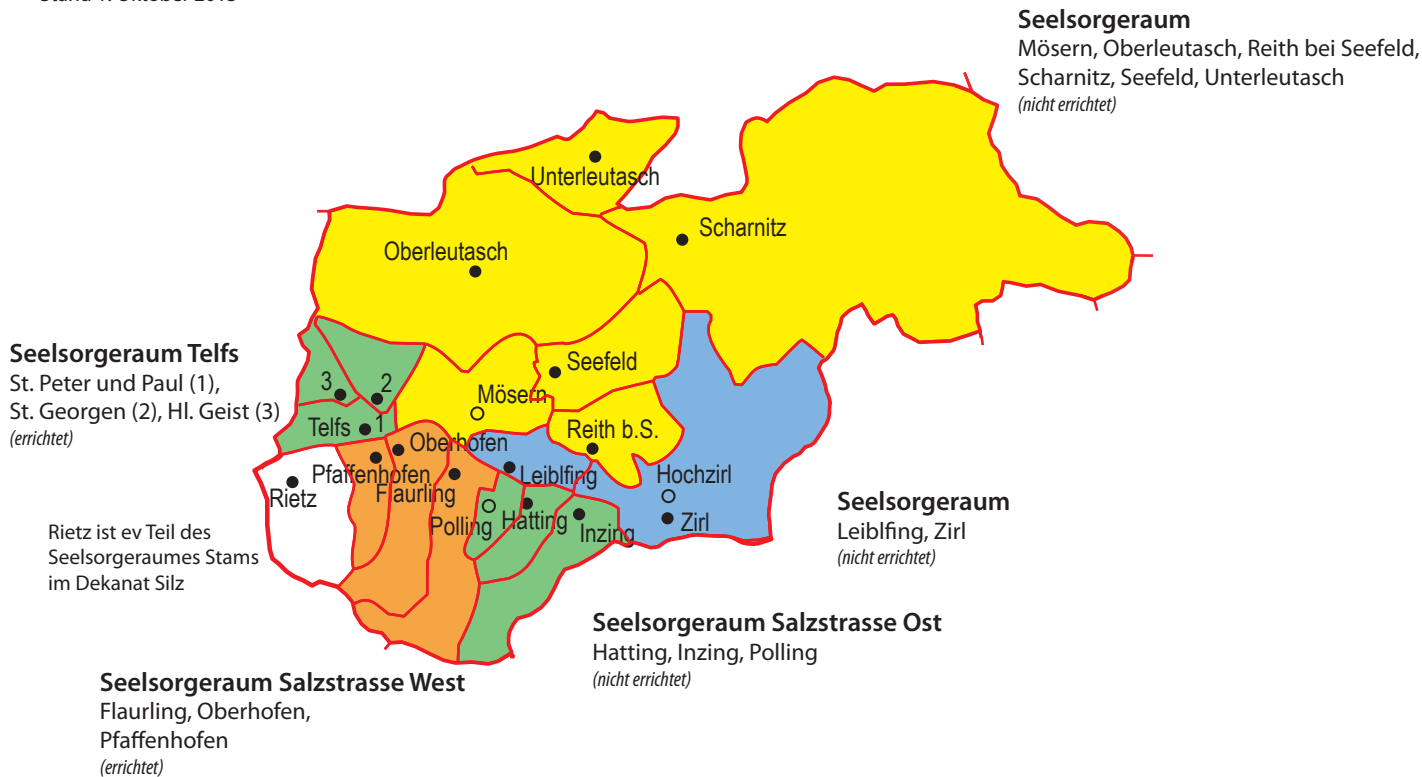 Seelsorgeraum
Mösern, Oberleutasch, Reith bei Seefeld,
Scharnitz, Seefeld, Unterleutasch
(nicht errichtet)
Unterleutasch
Scharnitz
Oberleutasch
Seelsorgeraum Telfs
St. Peter und Paul (1),
St. Georgen (2), Hl. Geist (3)
(errichtet)
Seefeld
3
2
Mösern
Telfs
1
Oberhofen
Reith b.S.
Pfaffenhofen
Leiblfing
Hochzirl
Rietz
Flaurling
Polling
Hatting
Inzing
Zirl
Seelsorgeraum
Leiblfing, Zirl
(nicht errichtet)
Rietz ist ev Teil des
Seelsorgeraumes Stams
im Dekanat Silz
Seelsorgeraum Salzstrasse Ost
Hatting, Inzing, Polling
(nicht errichtet)
Seelsorgeraum Salzstrasse West
Flaurling, Oberhofen,
Pfaffenhofen
(errichtet)